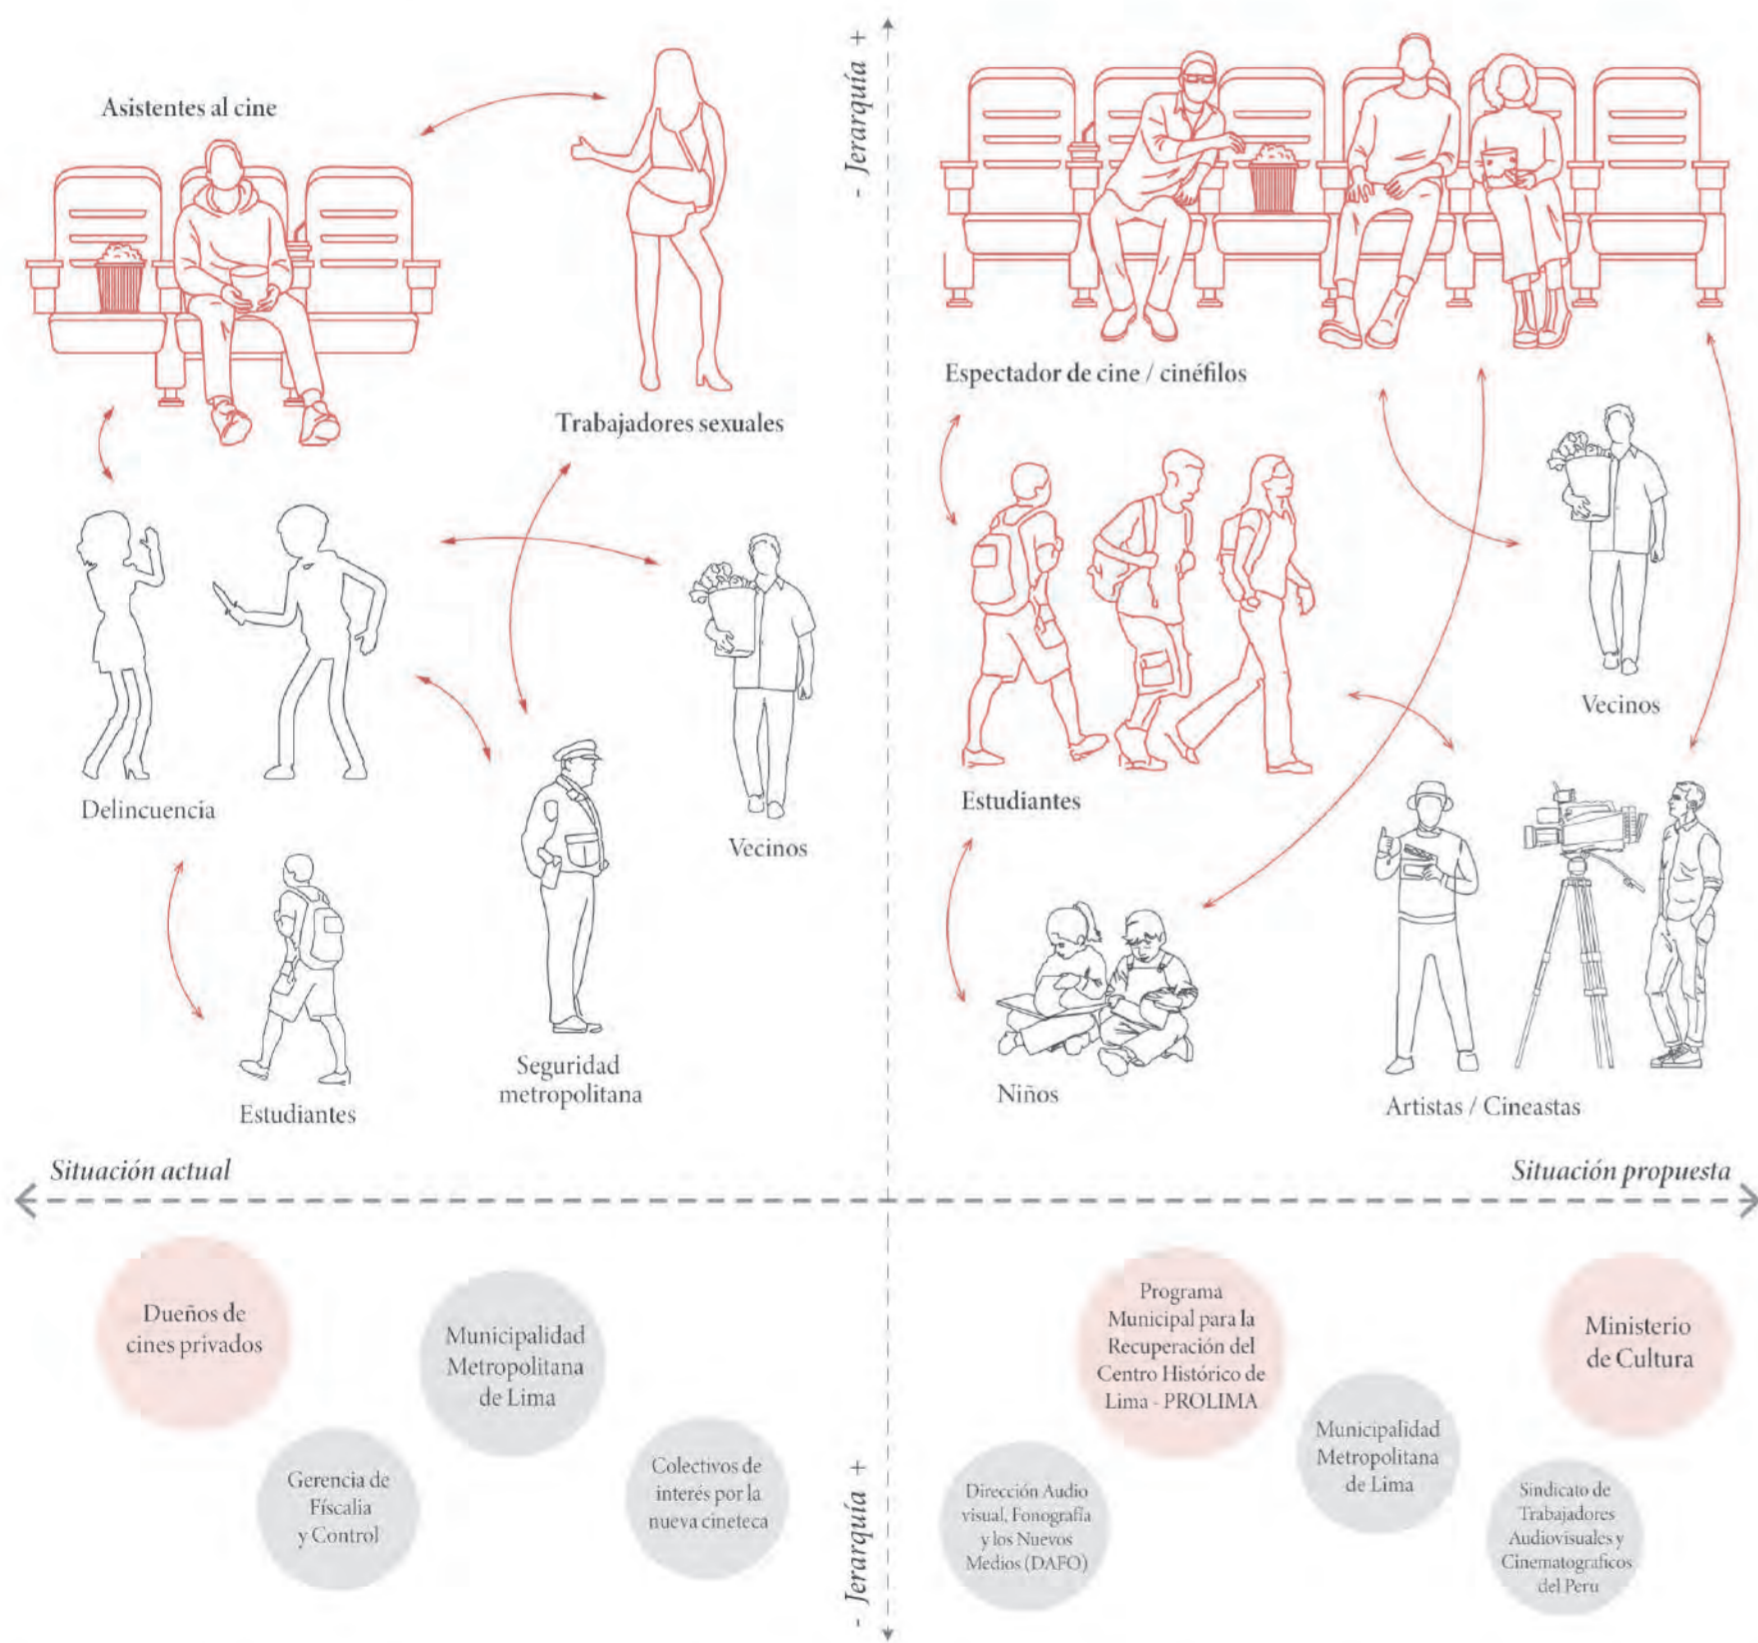 - Jerarquía +
Asistentes al cine
Trabajadores sexuales
Delincuencia
Vecinos
Estudiantes
Seguridad
metropolitana
Espectador de cine / cinéfilos
Vecinos
Estudiantes
Niños
Artistas / Cineastas
Situación actual
Situación propuesta
Dueños de
cines privados
Municipalidad
Metropolitana
de Lima
Gerencia de
Físcalia
y Control
Colectivos de
interés por la
nueva cineteca
- Jerarquía +
Programa
Municipal para la
Recuperación del
Centro Histórico de
Lima - PROLIMA
Ministerio
de Cultura
Municipalidad
Metropolitana
de Lima
Dirección Audio
visual, Fonografía
y los Nuevos
Medios (DAFO)
Sindicato de
Trabajadores
Audiovisuales y
Cinematograficos
del Peru